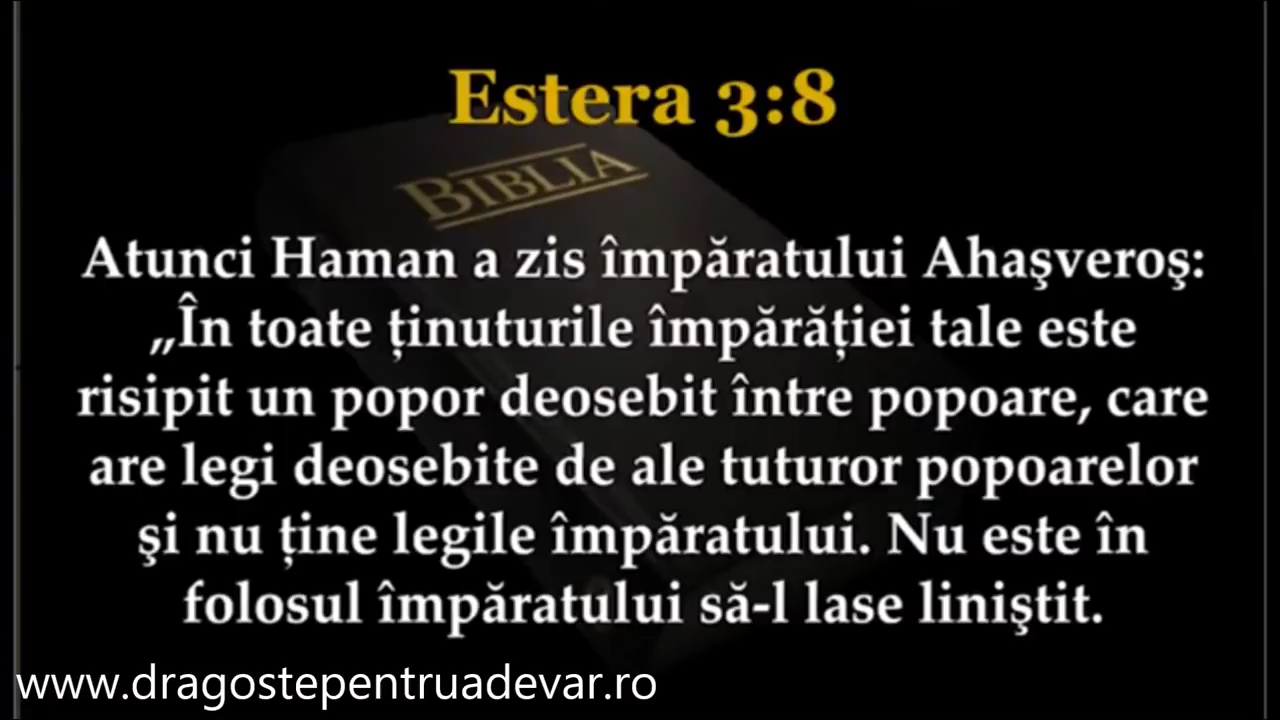 Estera 3:8
BIBLIA
Atunci Haman a zis împăratului Ahaşveroş:
„În toate ţinuturile împărăţiei tale este
risipit un popor deosebit între popoare, care
are legi deosebite de ale tuturor popoarelor
şi nu ţine legile împăratului. Nu este în
folosul împăratului să-l lase liniştit.
www.dragostepentruadevar.ro